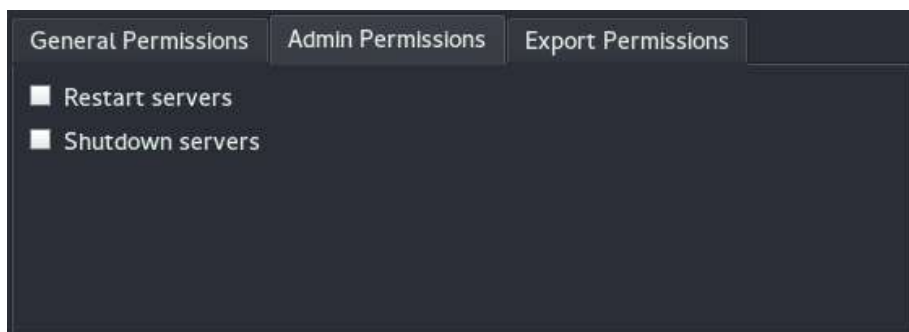 General Permissions Admin Permissions Export Permissions
Restart servers
Shutdown servers